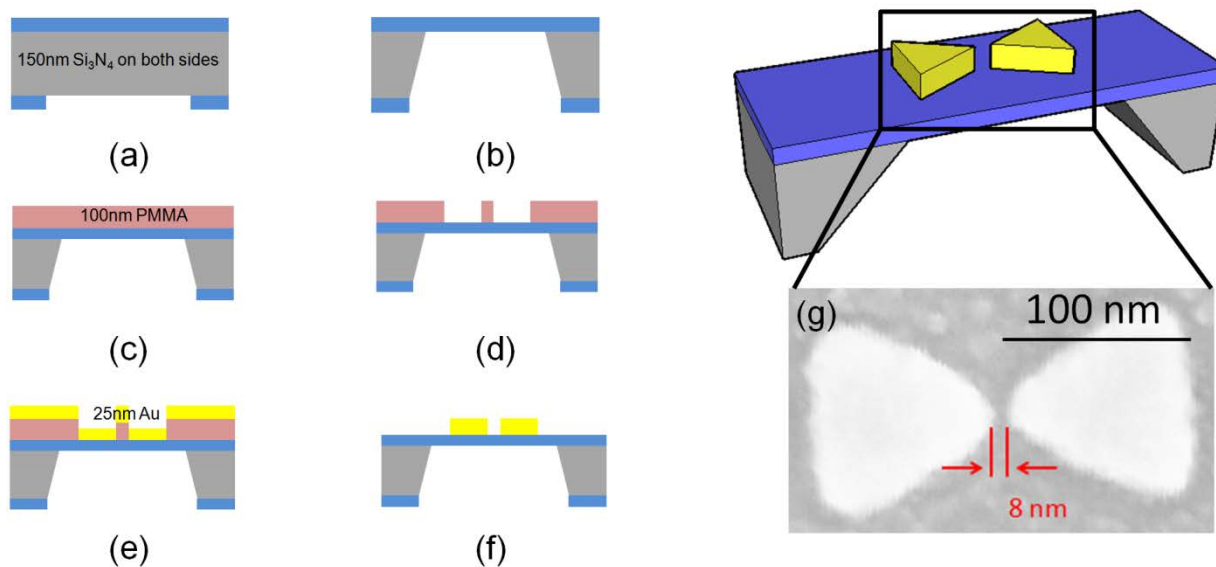 150nm Si₃N₄ on both sides
(a)
(b)
100nm PMMA
(c)
(d)
25nm Au
(e)
(f)
(g)
100 nm
8 nm